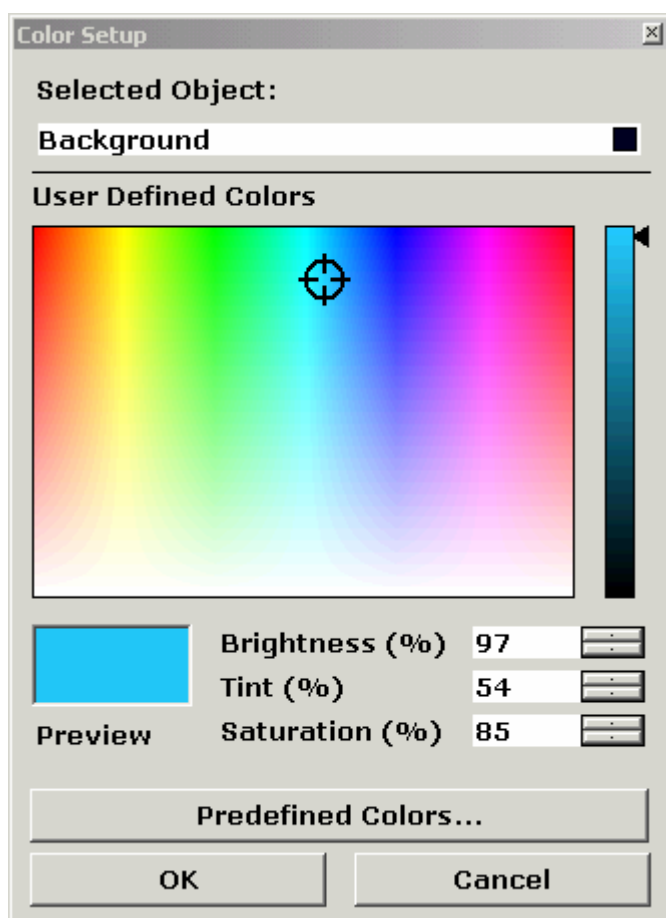 Color Setup
Selected Object:
Background
User Defined Colors
Brightness (%) 97
Tint (%) 54
Saturation (%) 85
Preview
Predefined Colors...
OK Cancel